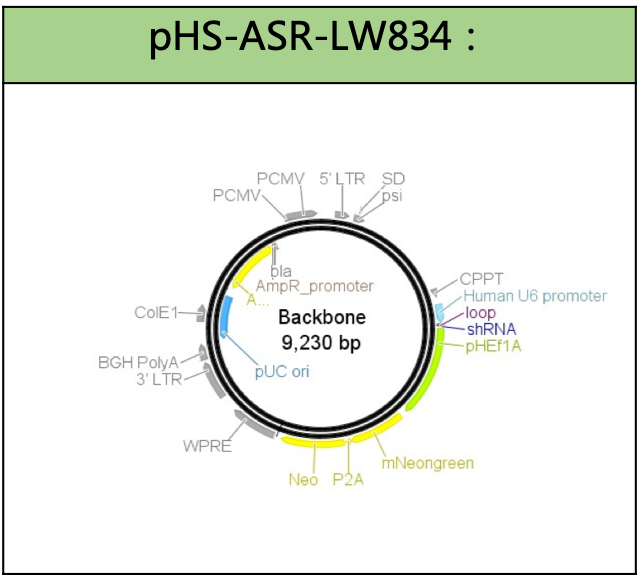 pHS-ASR-LW834：
PCMV
PCMV
5' LTR
SD
psi
CPPT
Human U6 promoter
loop
shRNA
pHEf1A
mNeongreen
P2A
Neo
WPRE
3' LTR
BGH PolyA
ColE1
bla
AmpR_promoter
A...
pUC ori
Backbone
9,230 bp